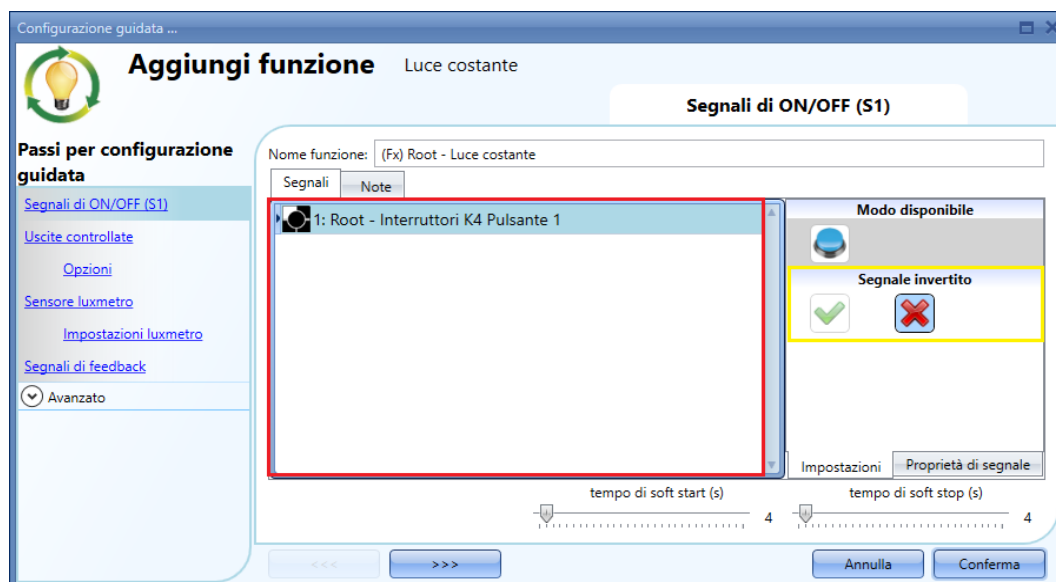 Configurazione guidata ...
Aggiungi funzione Luce costante
Segnali di ON/OFF (S1)
Passi per configurazione
guidata
Segnali di ON/OFF (S1)
Uscite controllate
Opzioni
Sensore luxmetro
Impostazioni luxmetro
Segnali di feedback
Avanzato
Nome funzione: (Fx) Root - Luce costante
Segnali Note
1: Root - Interruttori K4 Pulsante 1
Modo disponibile
Segnale invertito
Impostazioni Proprietà di segnale
tempo di soft start (s) tempo di soft stop (s)
4 4
<<< >>> Annulla Conferma